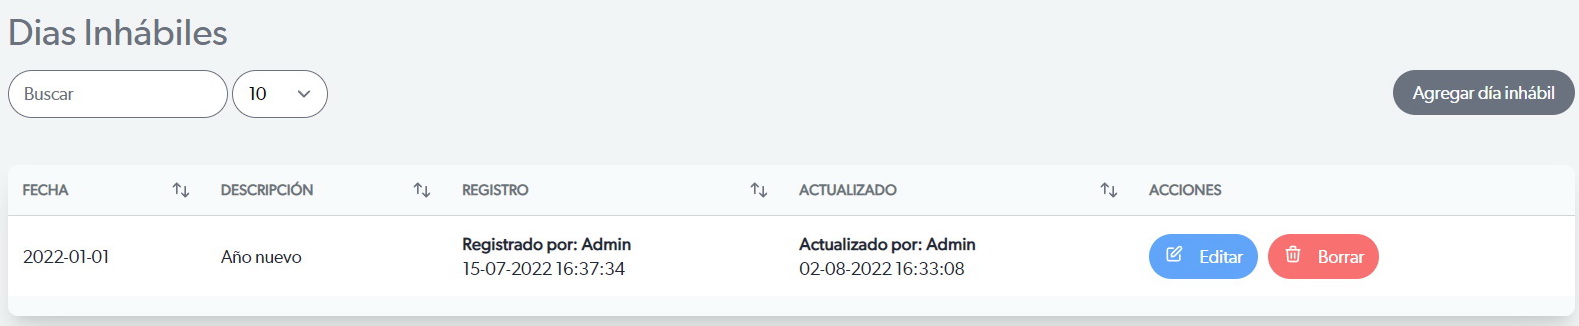 Dias Inhábiles
Buscar 10 Agregar día inhábil
FECHA DESCRIPCIÓN REGISTRO ACTUALIZADO ACCIONES
2022-01-01 Año nuevo Registrado por: Admin Actualizado por: Admin Editar Borrar
15-07-2022 16:37:34 02-08-2022 16:33:08